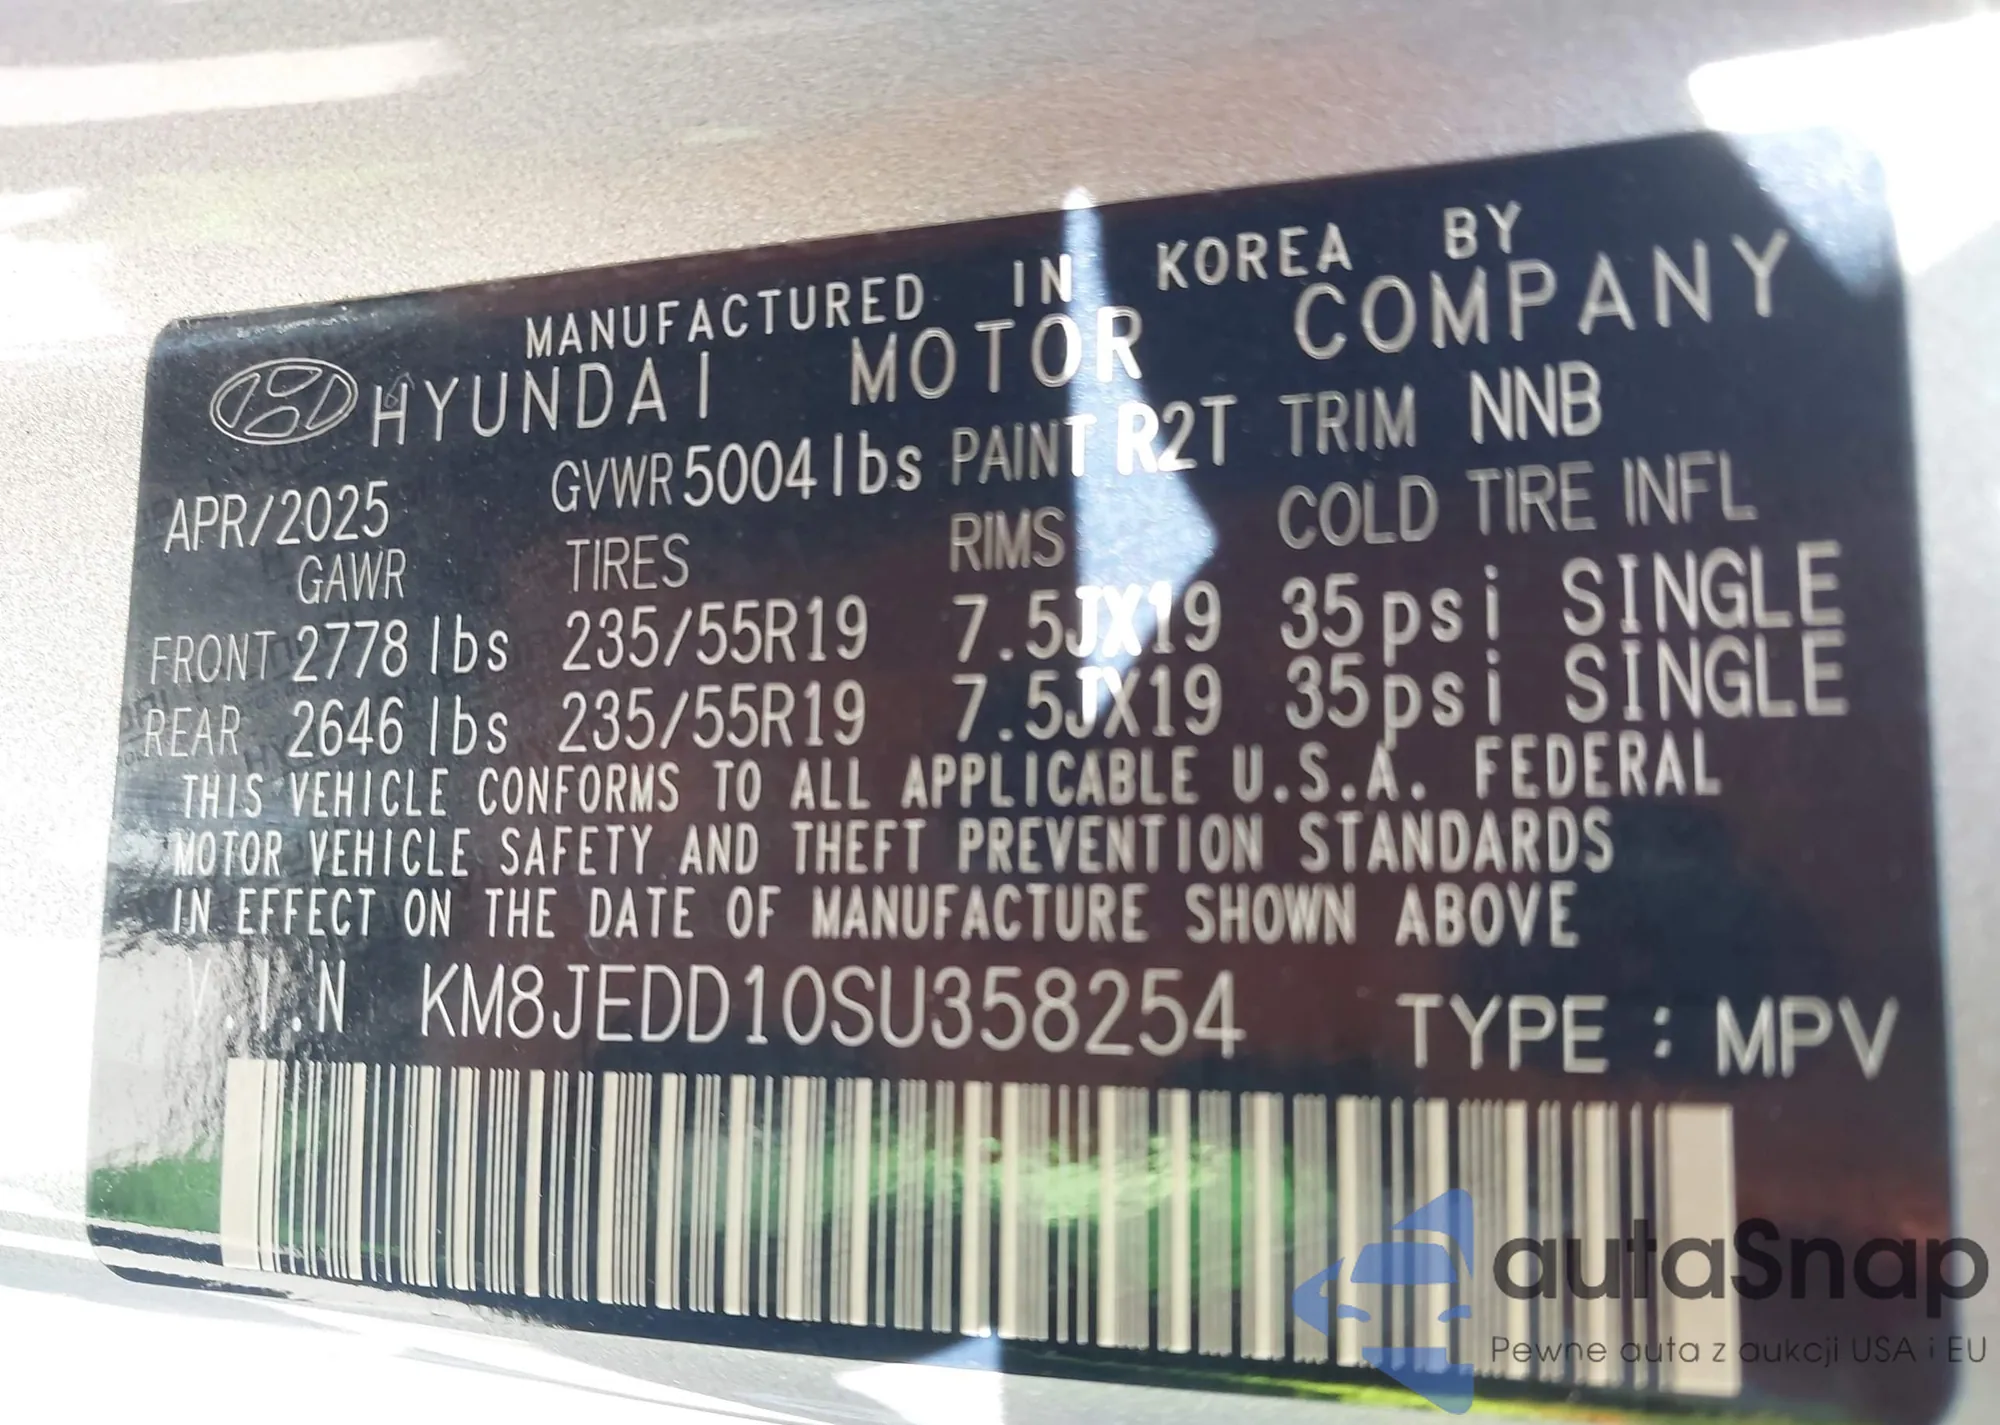 MANUFACTURED IN KOREA BY
HYUNDAI MOTOR COMPANY
APR/2025 GVWR 5004 lbs PAINT R2T TRIM NNB
GAWR TIRES RIMS COLD TIRE INFL
FRONT 2778 lbs 235/55R19 7.5JX19 35psi SINGLE
REAR 2646 lbs 235/55R19 7.5JX19 35psi SINGLE
THIS VEHICLE CONFORMS TO ALL APPLICABLE U.S.A. FEDERAL
MOTOR VEHICLE SAFETY AND THEFT PREVENTION STANDARDS
IN EFFECT ON THE DATE OF MANUFACTURE SHOWN ABOVE
V.I.N KM8JEDD10SU358254 TYPE : MPV
autaSnap
Pewne auta z aukcji USA i EU